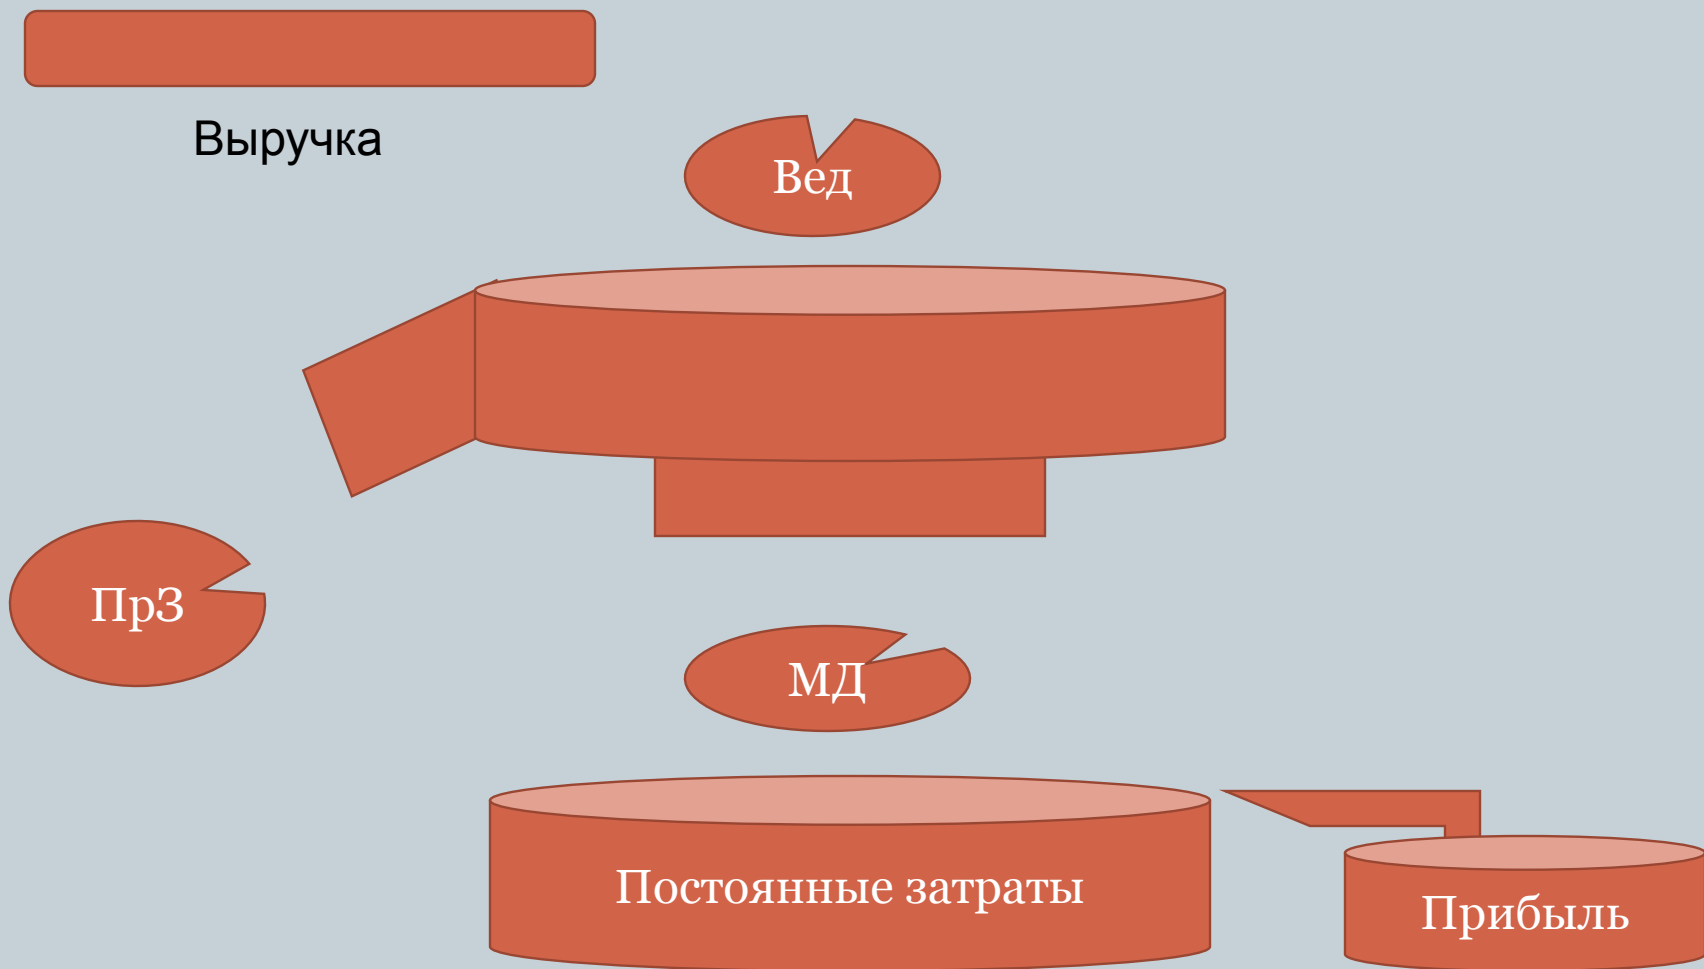 Выручка
Вед
ПрЗ
МД
Постоянные затраты
Прибыль